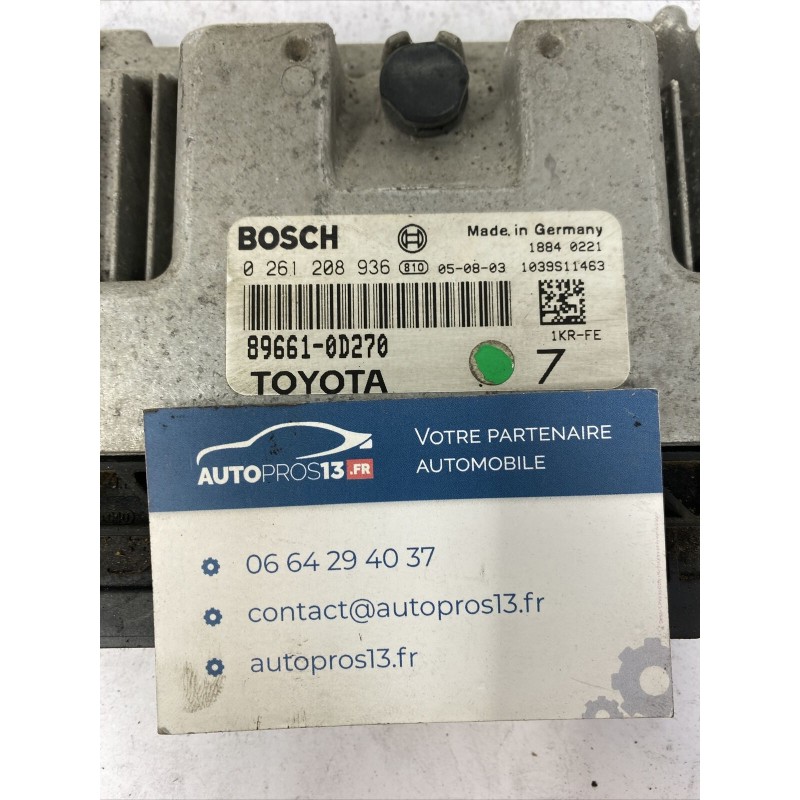 BOSCH
Made in Germany
1884 0221
0 261 208 936 810 05-08-03 1039S11463
1KR-FE
89661-0D270
7
TOYOTA
AUTOPROS13.FR
VOTRE PARTENAIRE
AUTOMOBILE
06 64 29 40 37
contact@autopros13.fr
autopros13.fr